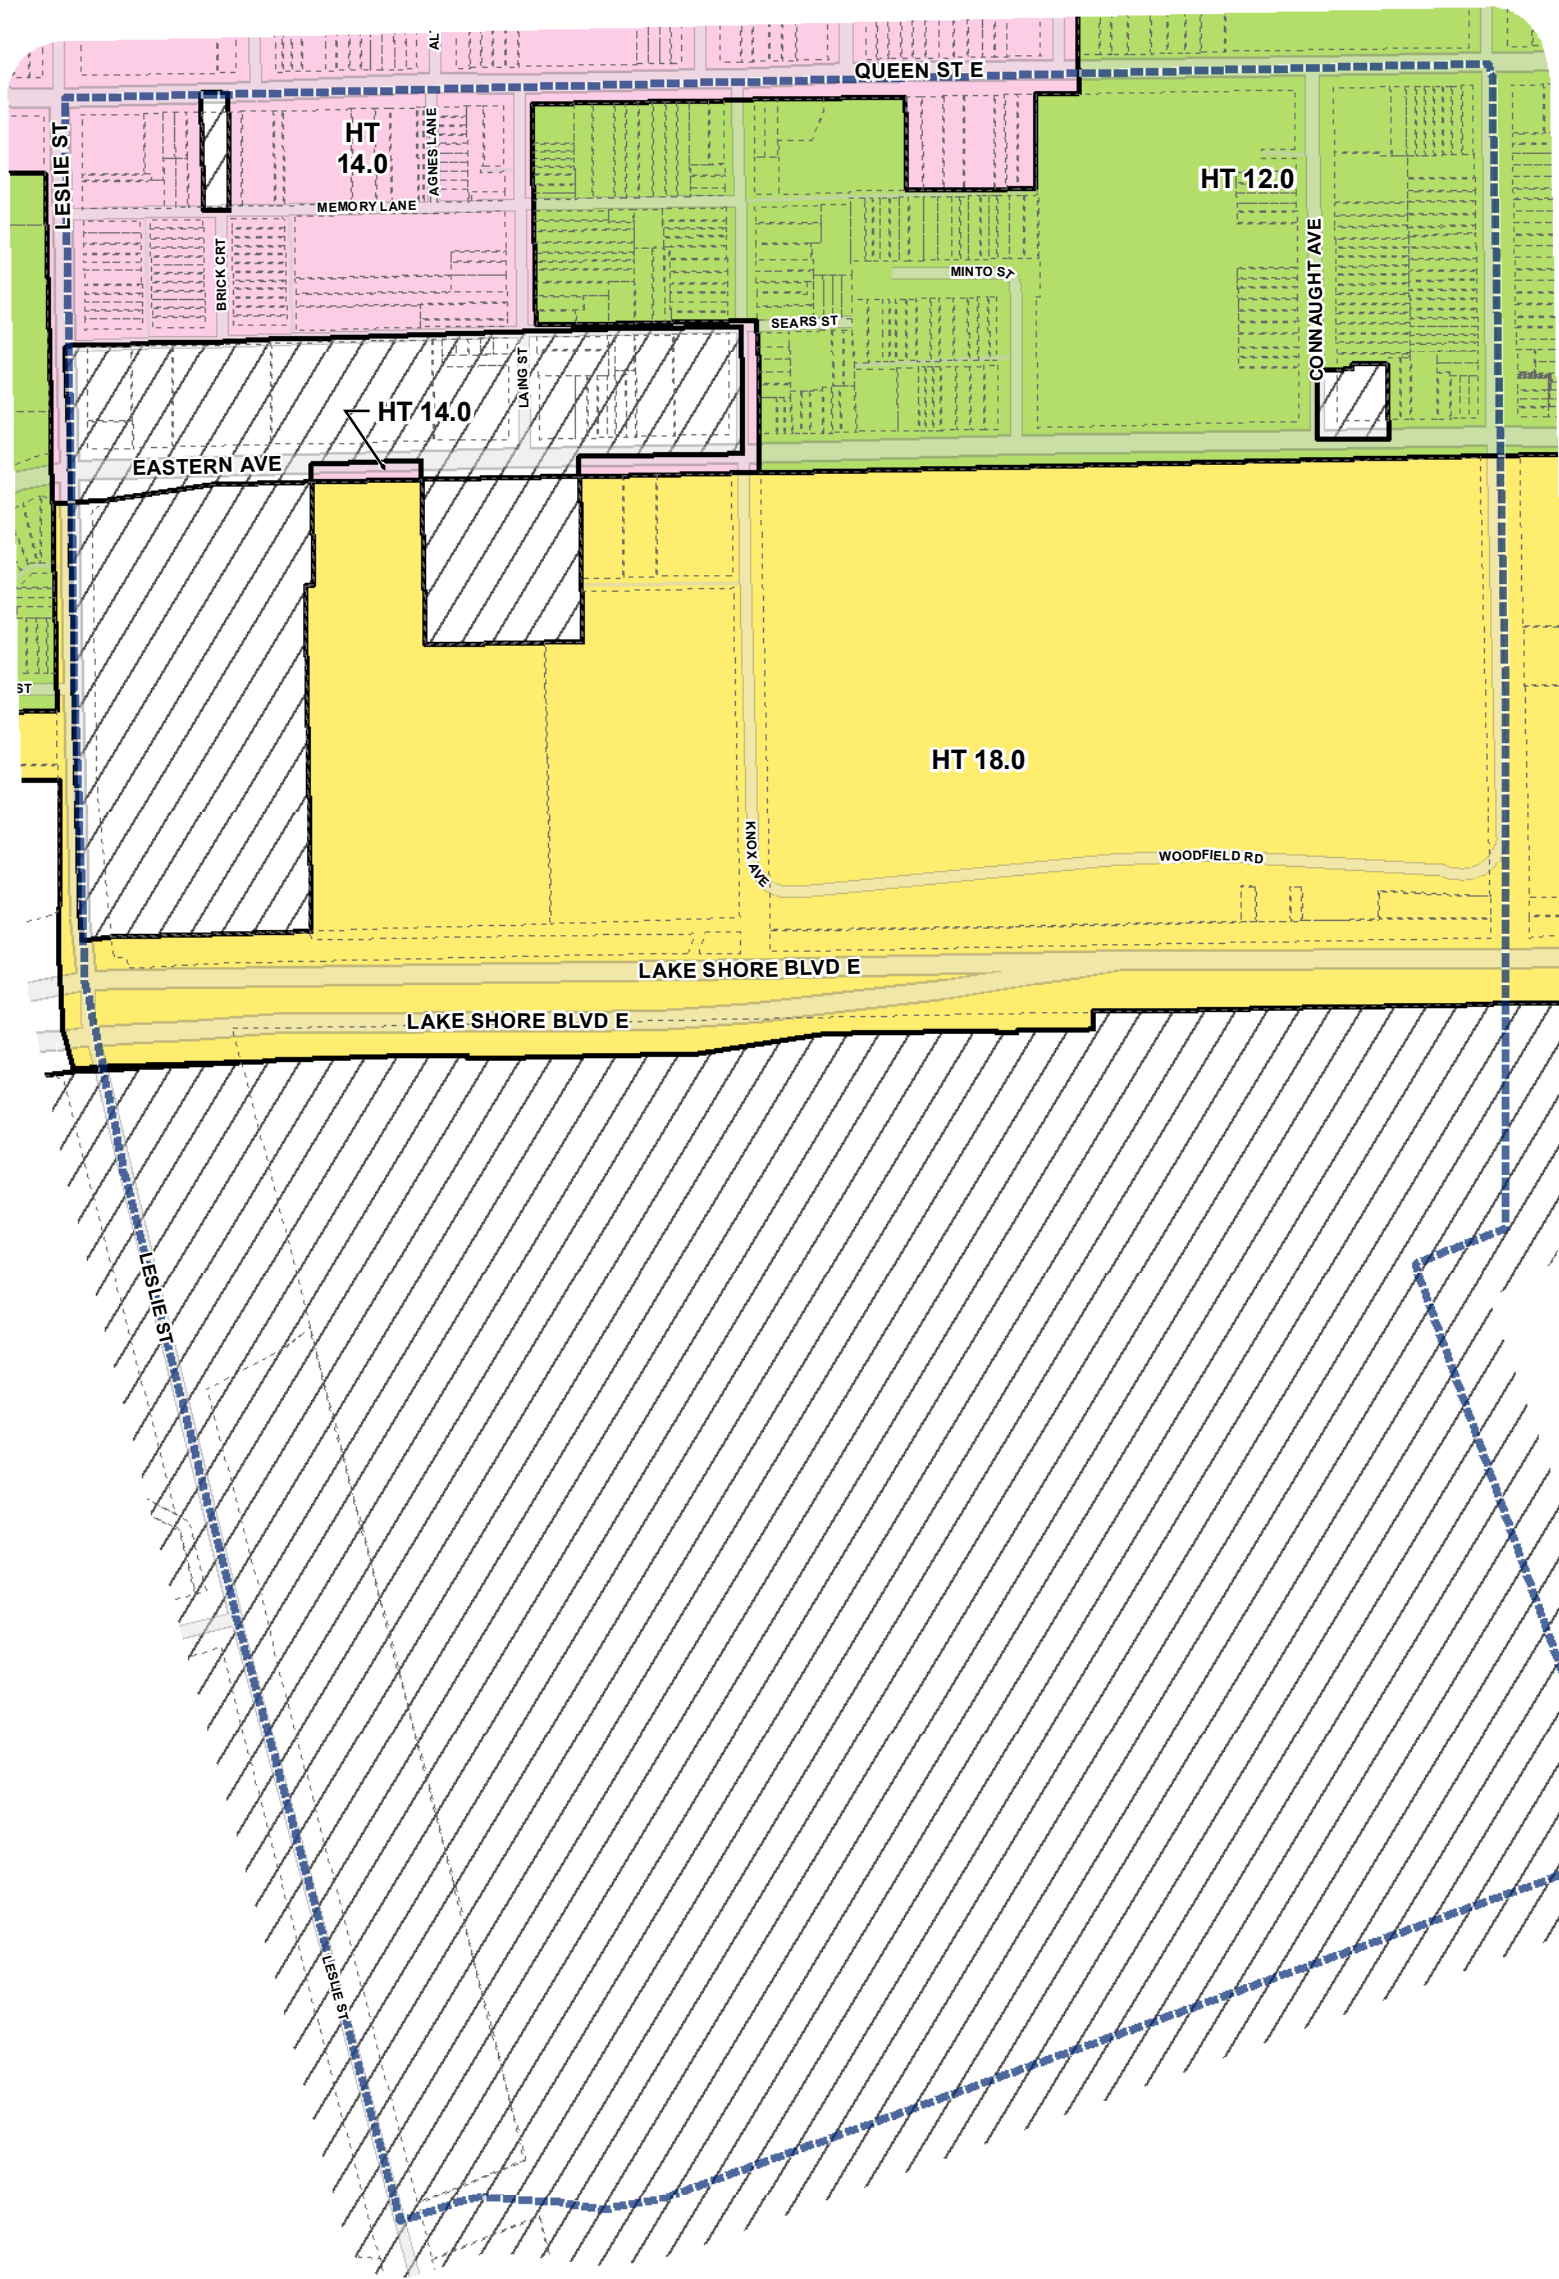 AL
QUEEN ST E
LESLIE ST
HT
14.0
AGNES LANE
MEMORY LANE
HT 12.0
CONNAUGHT AVE
BRICK CRT
MINTO ST
SEARS ST
LAING ST
HT 14.0
EASTERN AVE
ST
HT 18.0
KNOX AVE
WOODFIELD RD
LAKE SHORE BLVD E
LAKE SHORE BLVD E
LESLIE ST
LESLIE ST